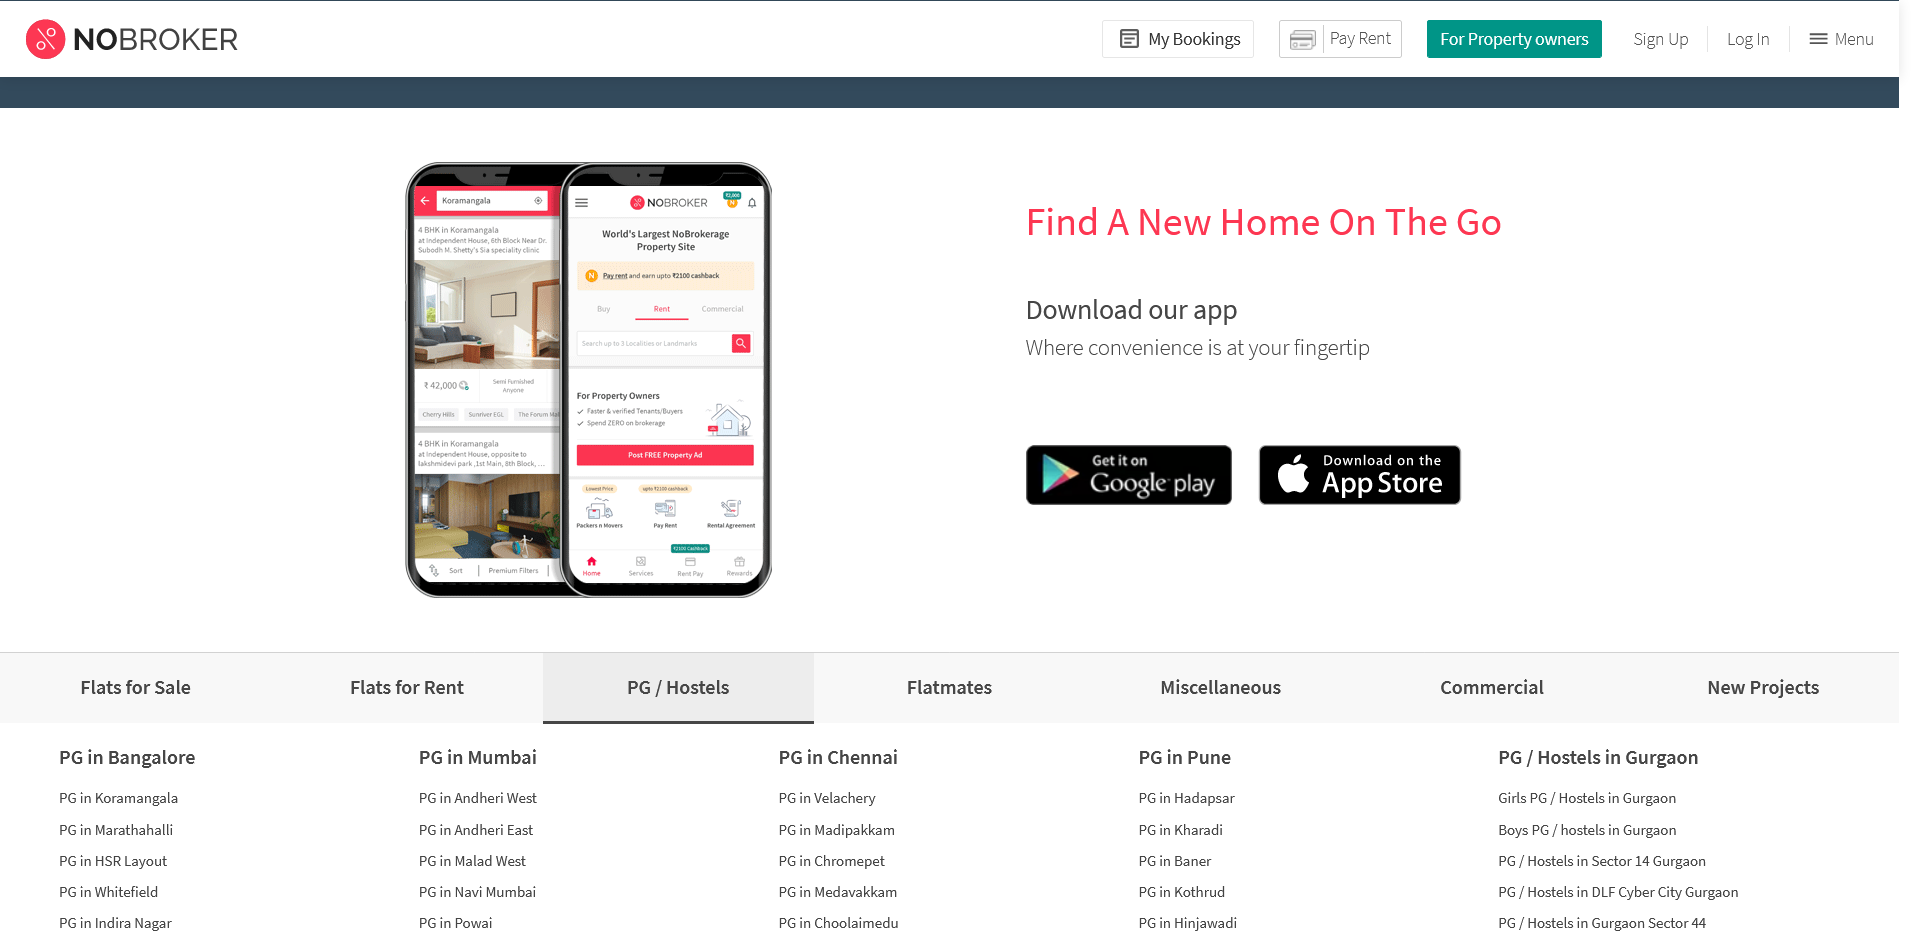 NOBROKER
My Bookings
Pay Rent
For Property owners
Sign Up
Log In
Menu
Koramangala
4 BHK in Koramangala
at Independent House, 6th Block Near Dr.
Subodh M. Shetty's Sia speciality clinic
₹ 42,000
Semi Furnished
Anyone
Cherry Hills
Sunriver EGL
The Forum Mal
4 BHK in Koramangala
at Independent House, opposite to
lakshmidevi park ,1st Main, 8th Block, ...
Sort
Premium Filters
NOBROKER
₹2,900
N
World's Largest NoBrokerage
Property Site
N
Pay rent and earn upto ₹2100 cashback
Buy
Rent
Commercial
Search up to 3 Localities or Landmarks
For Property Owners
Faster & verified Tenants/Buyers
Spend ZERO on brokerage
Post FREE Property Ad
Lowest Price
upto ₹2100 cashback
Packers n Movers
Pay Rent
Rental Agreement
₹2100 Cashback
Home
Services
Rent Pay
Rewards
Find A New Home On The Go
Download our app
Where convenience is at your fingertip
Get it on
Google play
Download on the
App Store
Flats for Sale
Flats for Rent
PG / Hostels
Flatmates
Miscellaneous
Commercial
New Projects
PG in Bangalore
PG in Koramangala
PG in Marathahalli
PG in HSR Layout
PG in Whitefield
PG in Indira Nagar
PG in Mumbai
PG in Andheri West
PG in Andheri East
PG in Malad West
PG in Navi Mumbai
PG in Powai
PG in Chennai
PG in Velachery
PG in Madipakkam
PG in Chromepet
PG in Medavakkam
PG in Choolaimedu
PG in Pune
PG in Hadapsar
PG in Kharadi
PG in Baner
PG in Kothrud
PG in Hinjawadi
PG / Hostels in Gurgaon
Girls PG / Hostels in Gurgaon
Boys PG / hostels in Gurgaon
PG / Hostels in Sector 14 Gurgaon
PG / Hostels in DLF Cyber City Gurgaon
PG / Hostels in Gurgaon Sector 44